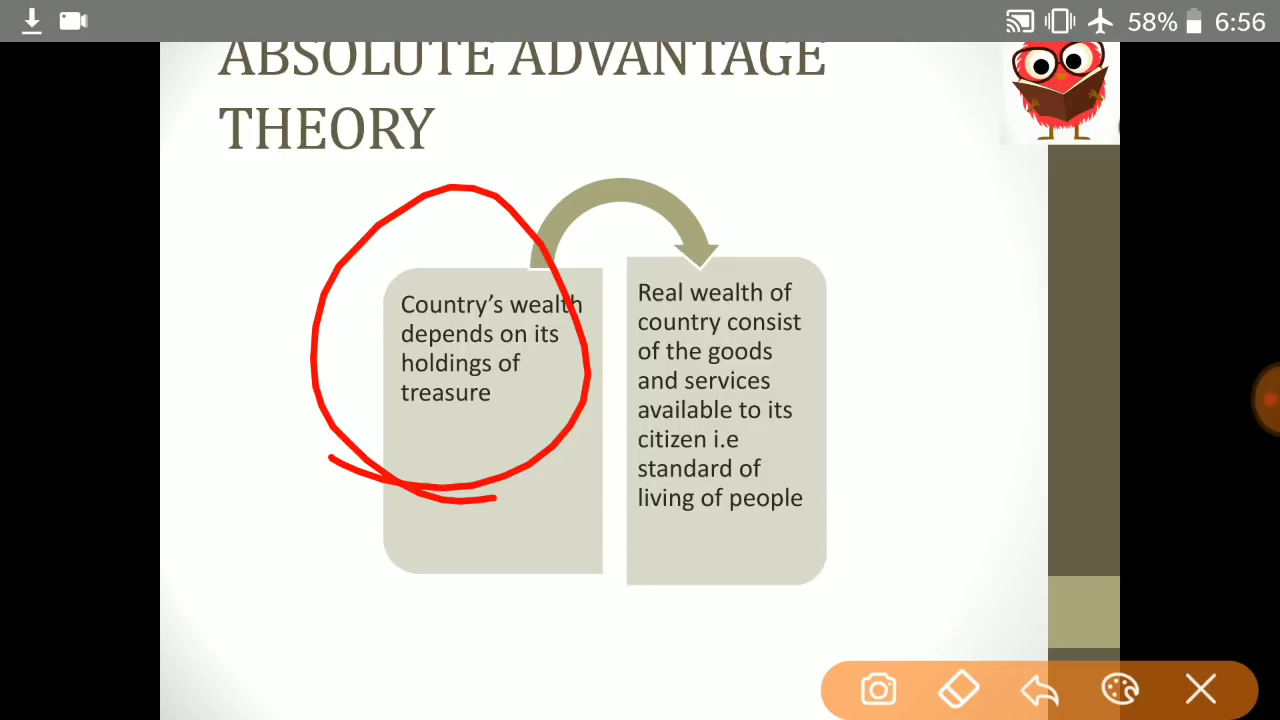 58% 6:56
ABSOLUTE ADVANTAGE
THEORY
Country’s wealth
depends on its
holdings of
treasure
Real wealth of
country consist
of the goods
and services
available to its
citizen i.e
standard of
living of people